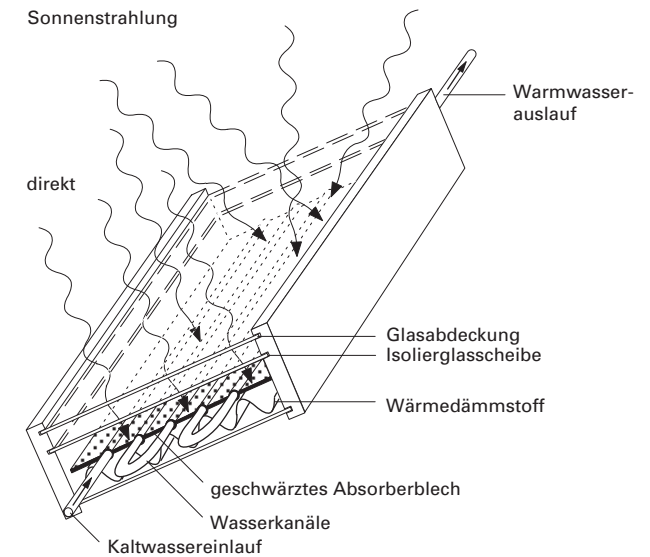 Sonnenstrahlung
Warmwasser-
auslauf
direkt
Glasabdeckung
Isolierglasscheibe
Wärmedämmstoff
geschwärztes Absorberblech
Wasserkanäle
Kaltwassereinlauf